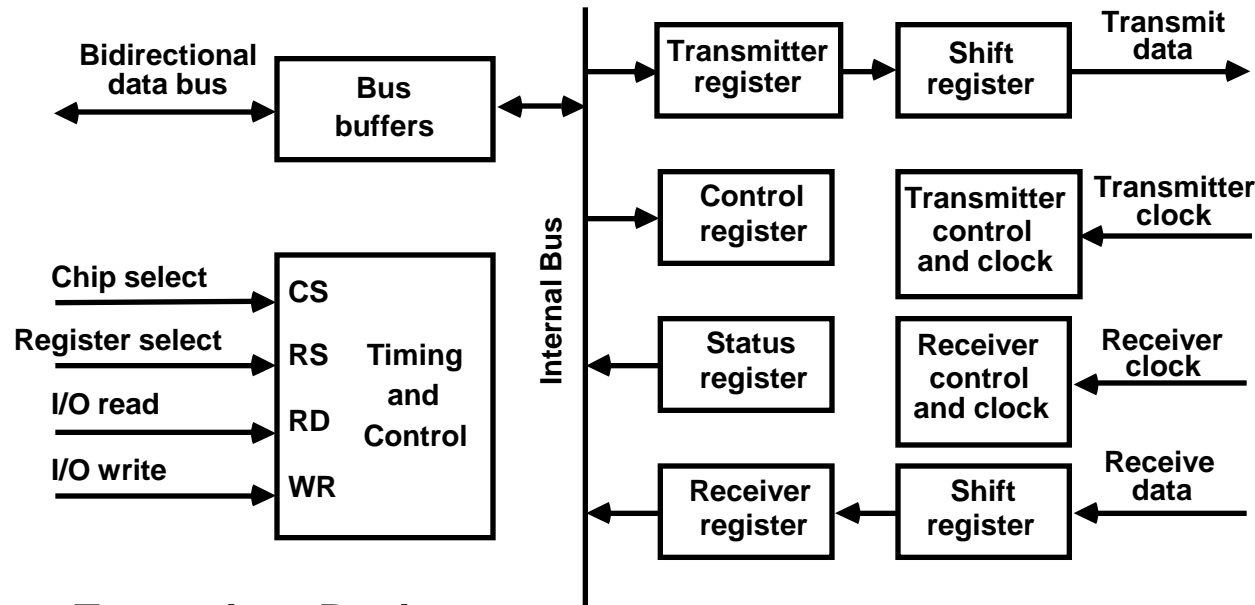 Bidirectional
data bus
Bus
buffers
Transmitter
register
Shift
register
Transmit
data
Control
register
Transmitter
control
and clock
Transmitter
clock
Internal Bus
Chip select
Register select
I/O read
I/O write
CS
RS
RD
WR
Timing
and
Control
Status
register
Receiver
control
and clock
Receiver
clock
Receiver
register
Shift
register
Receive
data